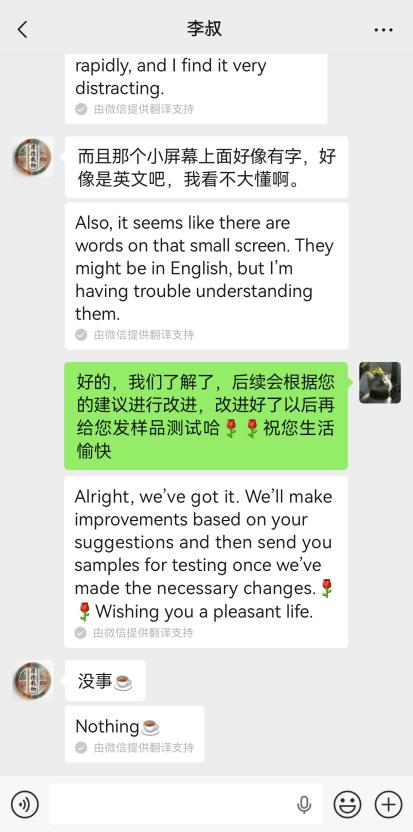 李叔
rapidly, and I find it very
distracting.
由微信提供翻译支持
而且那个小屏幕上面好像有字，好
像是英文吧，我看不大懂啊。
Also, it seems like there are
words on that small screen. They
might be in English, but I'm
having trouble understanding
them.
由微信提供翻译支持
好的，我们了解了，后续会根据您
的建议进行改进，改进好了以后再
给您发样品测试哈🌹🌹祝您生活
愉快
Alright, we've got it. We'll make
improvements based on your
suggestions and then send you
samples for testing once we've
made the necessary changes.🌹
🌹Wishing you a pleasant life.
由微信提供翻译支持
没事☕
Nothing☕
由微信提供翻译支持